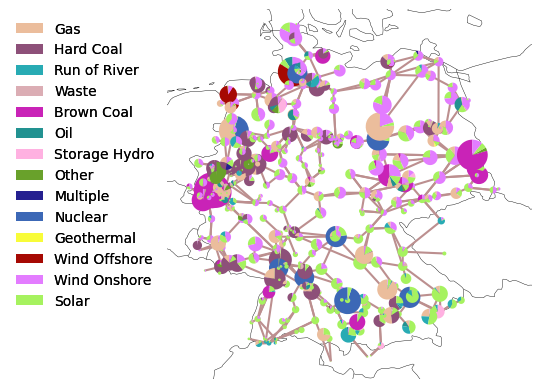 Gas
Hard Coal
Run of River
Waste
Brown Coal
Oil
Storage Hydro
Other
Multiple
Nuclear
Geothermal
Wind Offshore
Wind Onshore
Solar